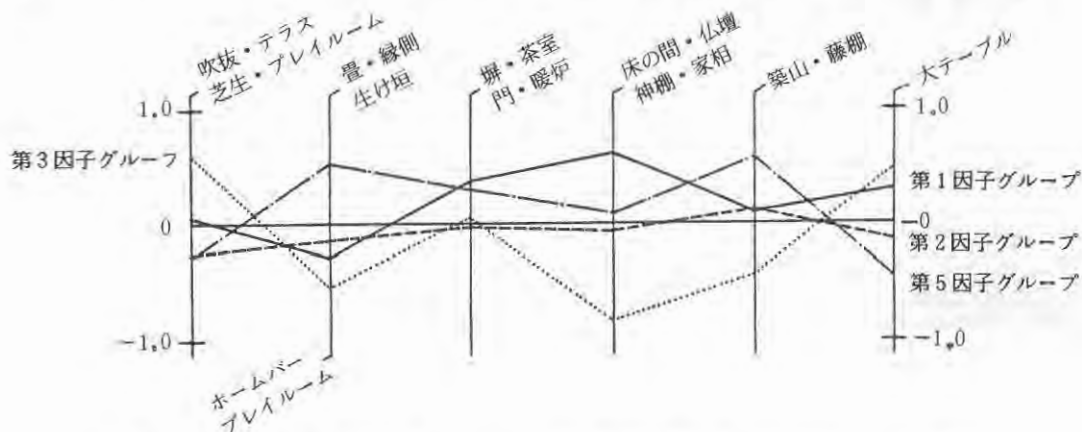 吹抜・テラス
芝生・プレイルーム
畳・縁側
生け垣
塀・茶室
門・暖炉
床の間・仏壇
神棚・家相
築山・藤棚
大テーブル
1.0
1.0
第3因子グループ
第1因子グループ
0
0
第2因子グループ
第5因子グループ
-1.0
-1.0
ホームバー
プレイルーム